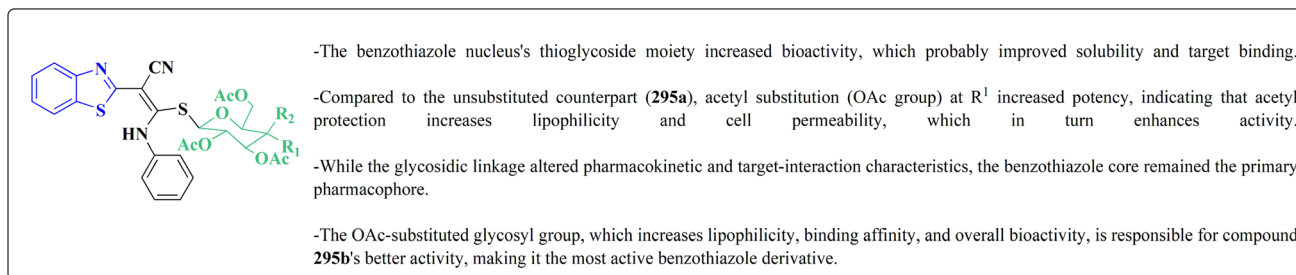 N
CN
S
S
HN
AcO
O
R2
R1
AcO
OAc
-The benzothiazole nucleus's thioglycoside moiety increased bioactivity, which probably improved solubility and target binding.
-Compared to the unsubstituted counterpart (295a), acetyl substitution (OAc group) at R1 increased potency, indicating that acetyl
protection increases lipophilicity and cell permeability, which in turn enhances activity.
-While the glycosidic linkage altered pharmacokinetic and target-interaction characteristics, the benzothiazole core remained the primary
pharmacophore.
-The OAc-substituted glycosyl group, which increases lipophilicity, binding affinity, and overall bioactivity, is responsible for compound
295b's better activity, making it the most active benzothiazole derivative.